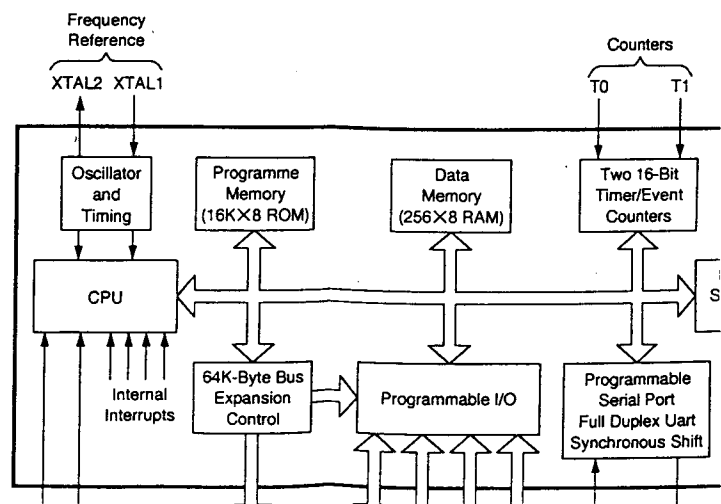 Frequency
Reference
XTAL2 XTAL1
Counters
T0 T1
Oscillator
and
Timing
Programme
Memory
(16K×8 ROM)
Data
Memory
(256×8 RAM)
Two 16-Bit
Timer/Event
Counters
CPU
S
Internal
Interrupts
64K-Byte Bus
Expansion
Control
Programmable I/O
Programmable
Serial Port
Full Duplex Uart
Synchronous Shift